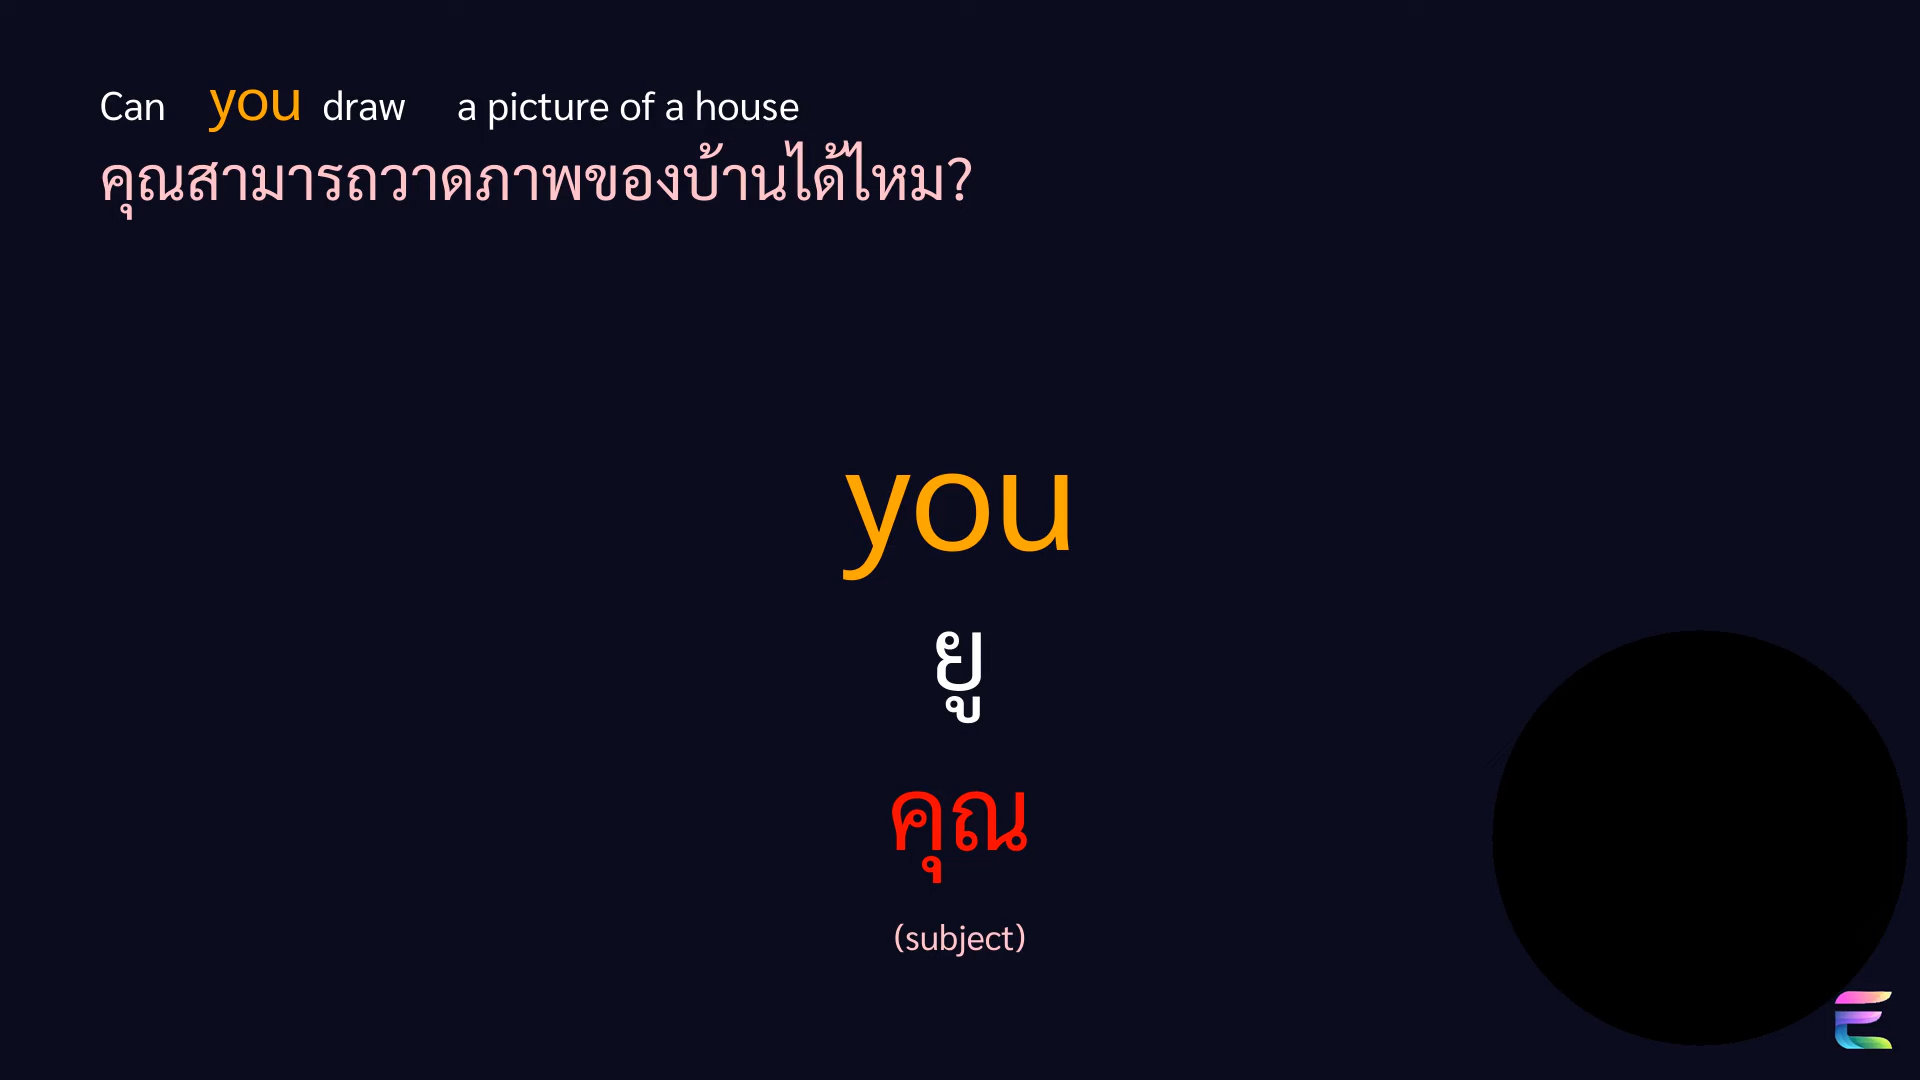 Can you draw a picture of a house
คุณสามารถวาดภาพของบ้านได้ไหม?
you
ยู
คุณ
(subject)